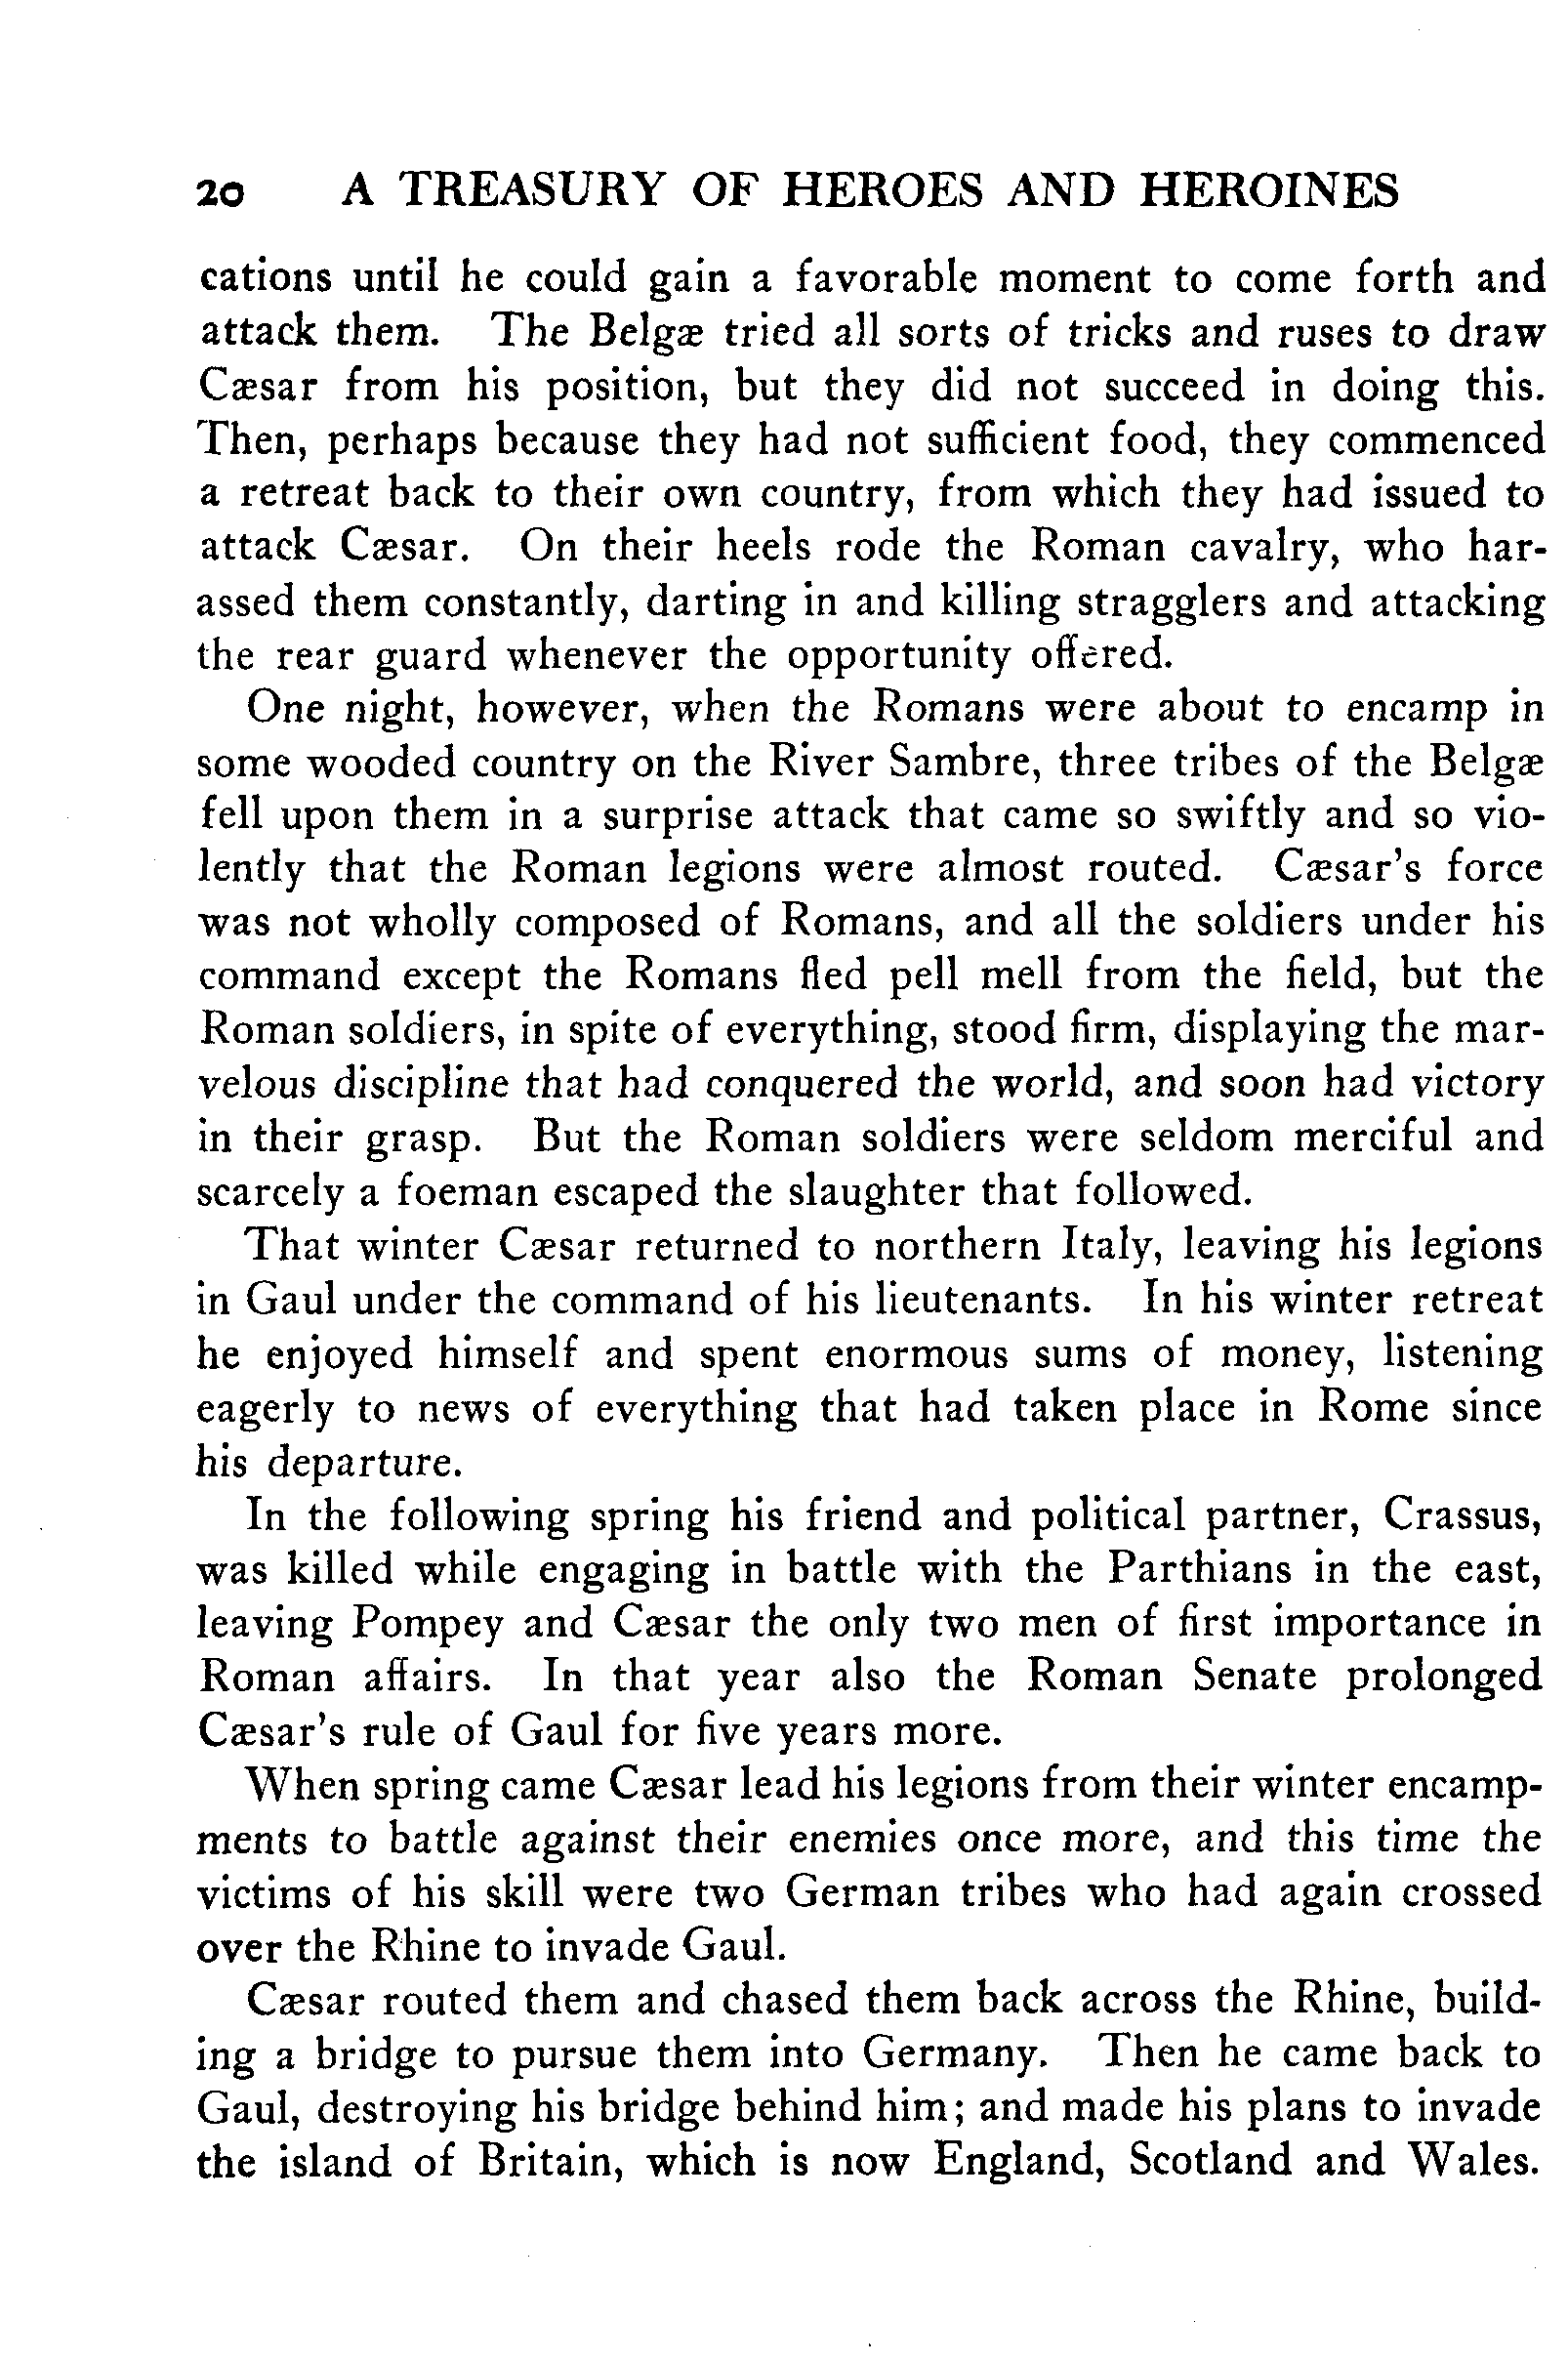 20 A TREASURY OF HEROES AND HEROINES
cations until he could gain a favorable moment to come forth and
attack them. The Belgæ tried all sorts of tricks and ruses to draw
Cæsar from his position, but they did not succeed in doing this.
Then, perhaps because they had not sufficient food, they commenced
a retreat back to their own country, from which they had issued to
attack Cæsar. On their heels rode the Roman cavalry, who har-
assed them constantly, darting in and killing stragglers and attacking
the rear guard whenever the opportunity offered.
One night, however, when the Romans were about to encamp in
some wooded country on the River Sambre, three tribes of the Belgæ
fell upon them in a surprise attack that came so swiftly and so vio-
lently that the Roman legions were almost routed. Cæsar's force
was not wholly composed of Romans, and all the soldiers under his
command except the Romans fled pell mell from the field, but the
Roman soldiers, in spite of everything, stood firm, displaying the mar-
velous discipline that had conquered the world, and soon had victory
in their grasp. But the Roman soldiers were seldom merciful and
scarcely a foeman escaped the slaughter that followed.
That winter Cæsar returned to northern Italy, leaving his legions
in Gaul under the command of his lieutenants. In his winter retreat
he enjoyed himself and spent enormous sums of money, listening
eagerly to news of everything that had taken place in Rome since
his departure.
In the following spring his friend and political partner, Crassus,
was killed while engaging in battle with the Parthians in the east,
leaving Pompey and Cæsar the only two men of first importance in
Roman affairs. In that year also the Roman Senate prolonged
Cæsar's rule of Gaul for five years more.
When spring came Cæsar lead his legions from their winter encamp-
ments to battle against their enemies once more, and this time the
victims of his skill were two German tribes who had again crossed
over the Rhine to invade Gaul.
Cæsar routed them and chased them back across the Rhine, build-
ing a bridge to pursue them into Germany. Then he came back to
Gaul, destroying his bridge behind him; and made his plans to invade
the island of Britain, which is now England, Scotland and Wales.